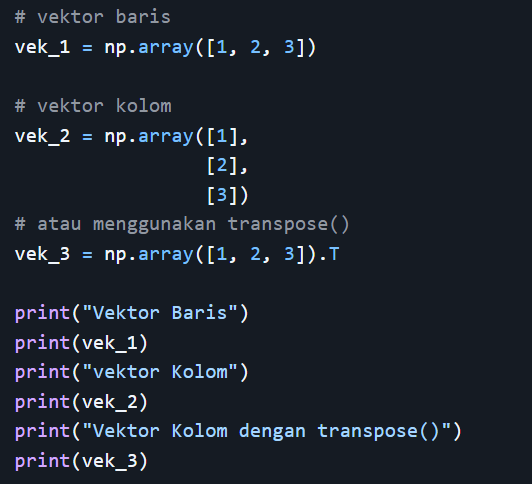 # vektor baris
vek_1 = np.array([1, 2, 3])
# vektor kolom
vek_2 = np.array([1],
[2],
[3])
# atau menggunakan transpose()
vek_3 = np.array([1, 2, 3]).T
print("Vektor Baris")
print(vek_1)
print("vektor Kolom")
print(vek_2)
print("Vektor Kolom dengan transpose()")
print(vek_3)